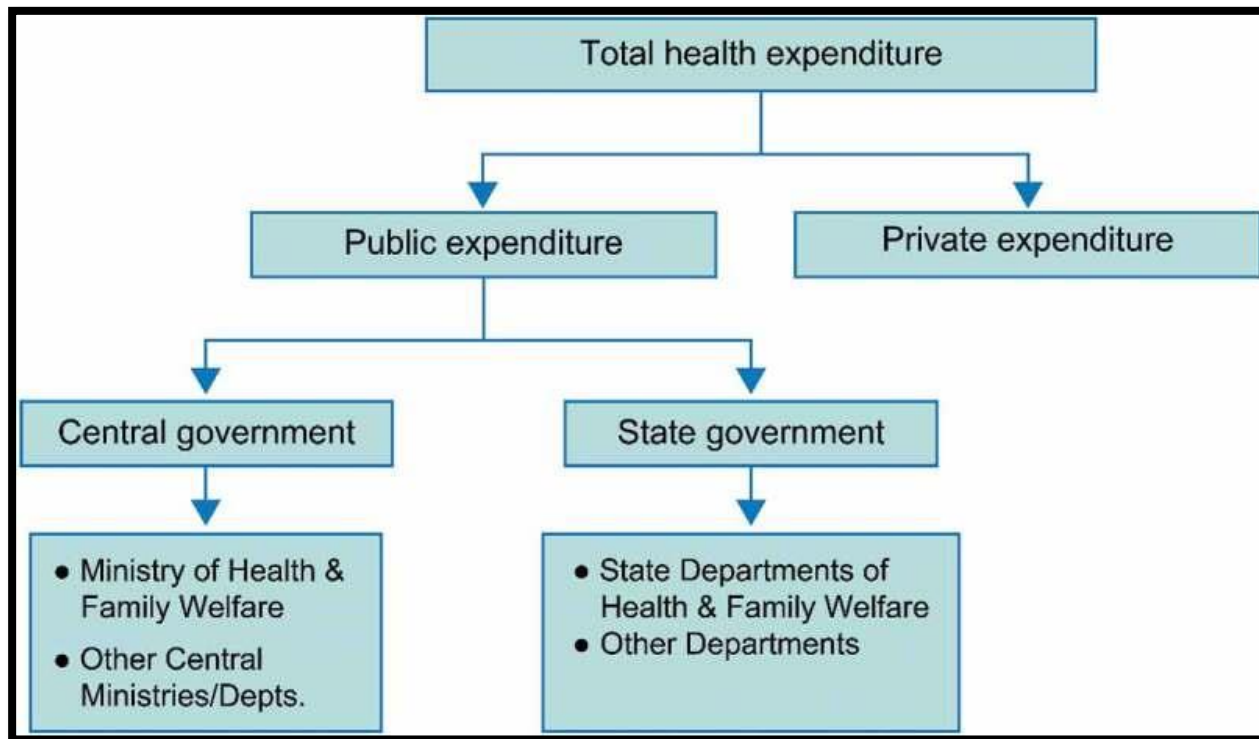 Total health expenditure
Public expenditure
Private expenditure
Central government
State government
● Ministry of Health &
Family Welfare
● Other Central
Ministries/Depts.
● State Departments of
Health & Family Welfare
● Other Departments